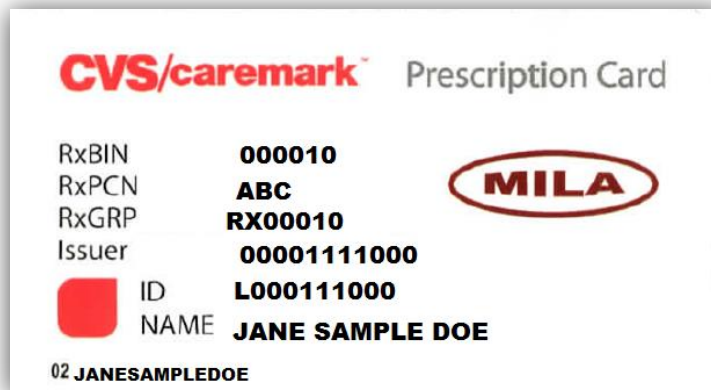 CVS/caremark™ Prescription Card
RxBIN 000010
RxPCN ABC
MILA
RxGRP RX00010
Issuer 00001111000
ID L000111000
NAME JANE SAMPLE DOE
02 JANESAMPLEDOE